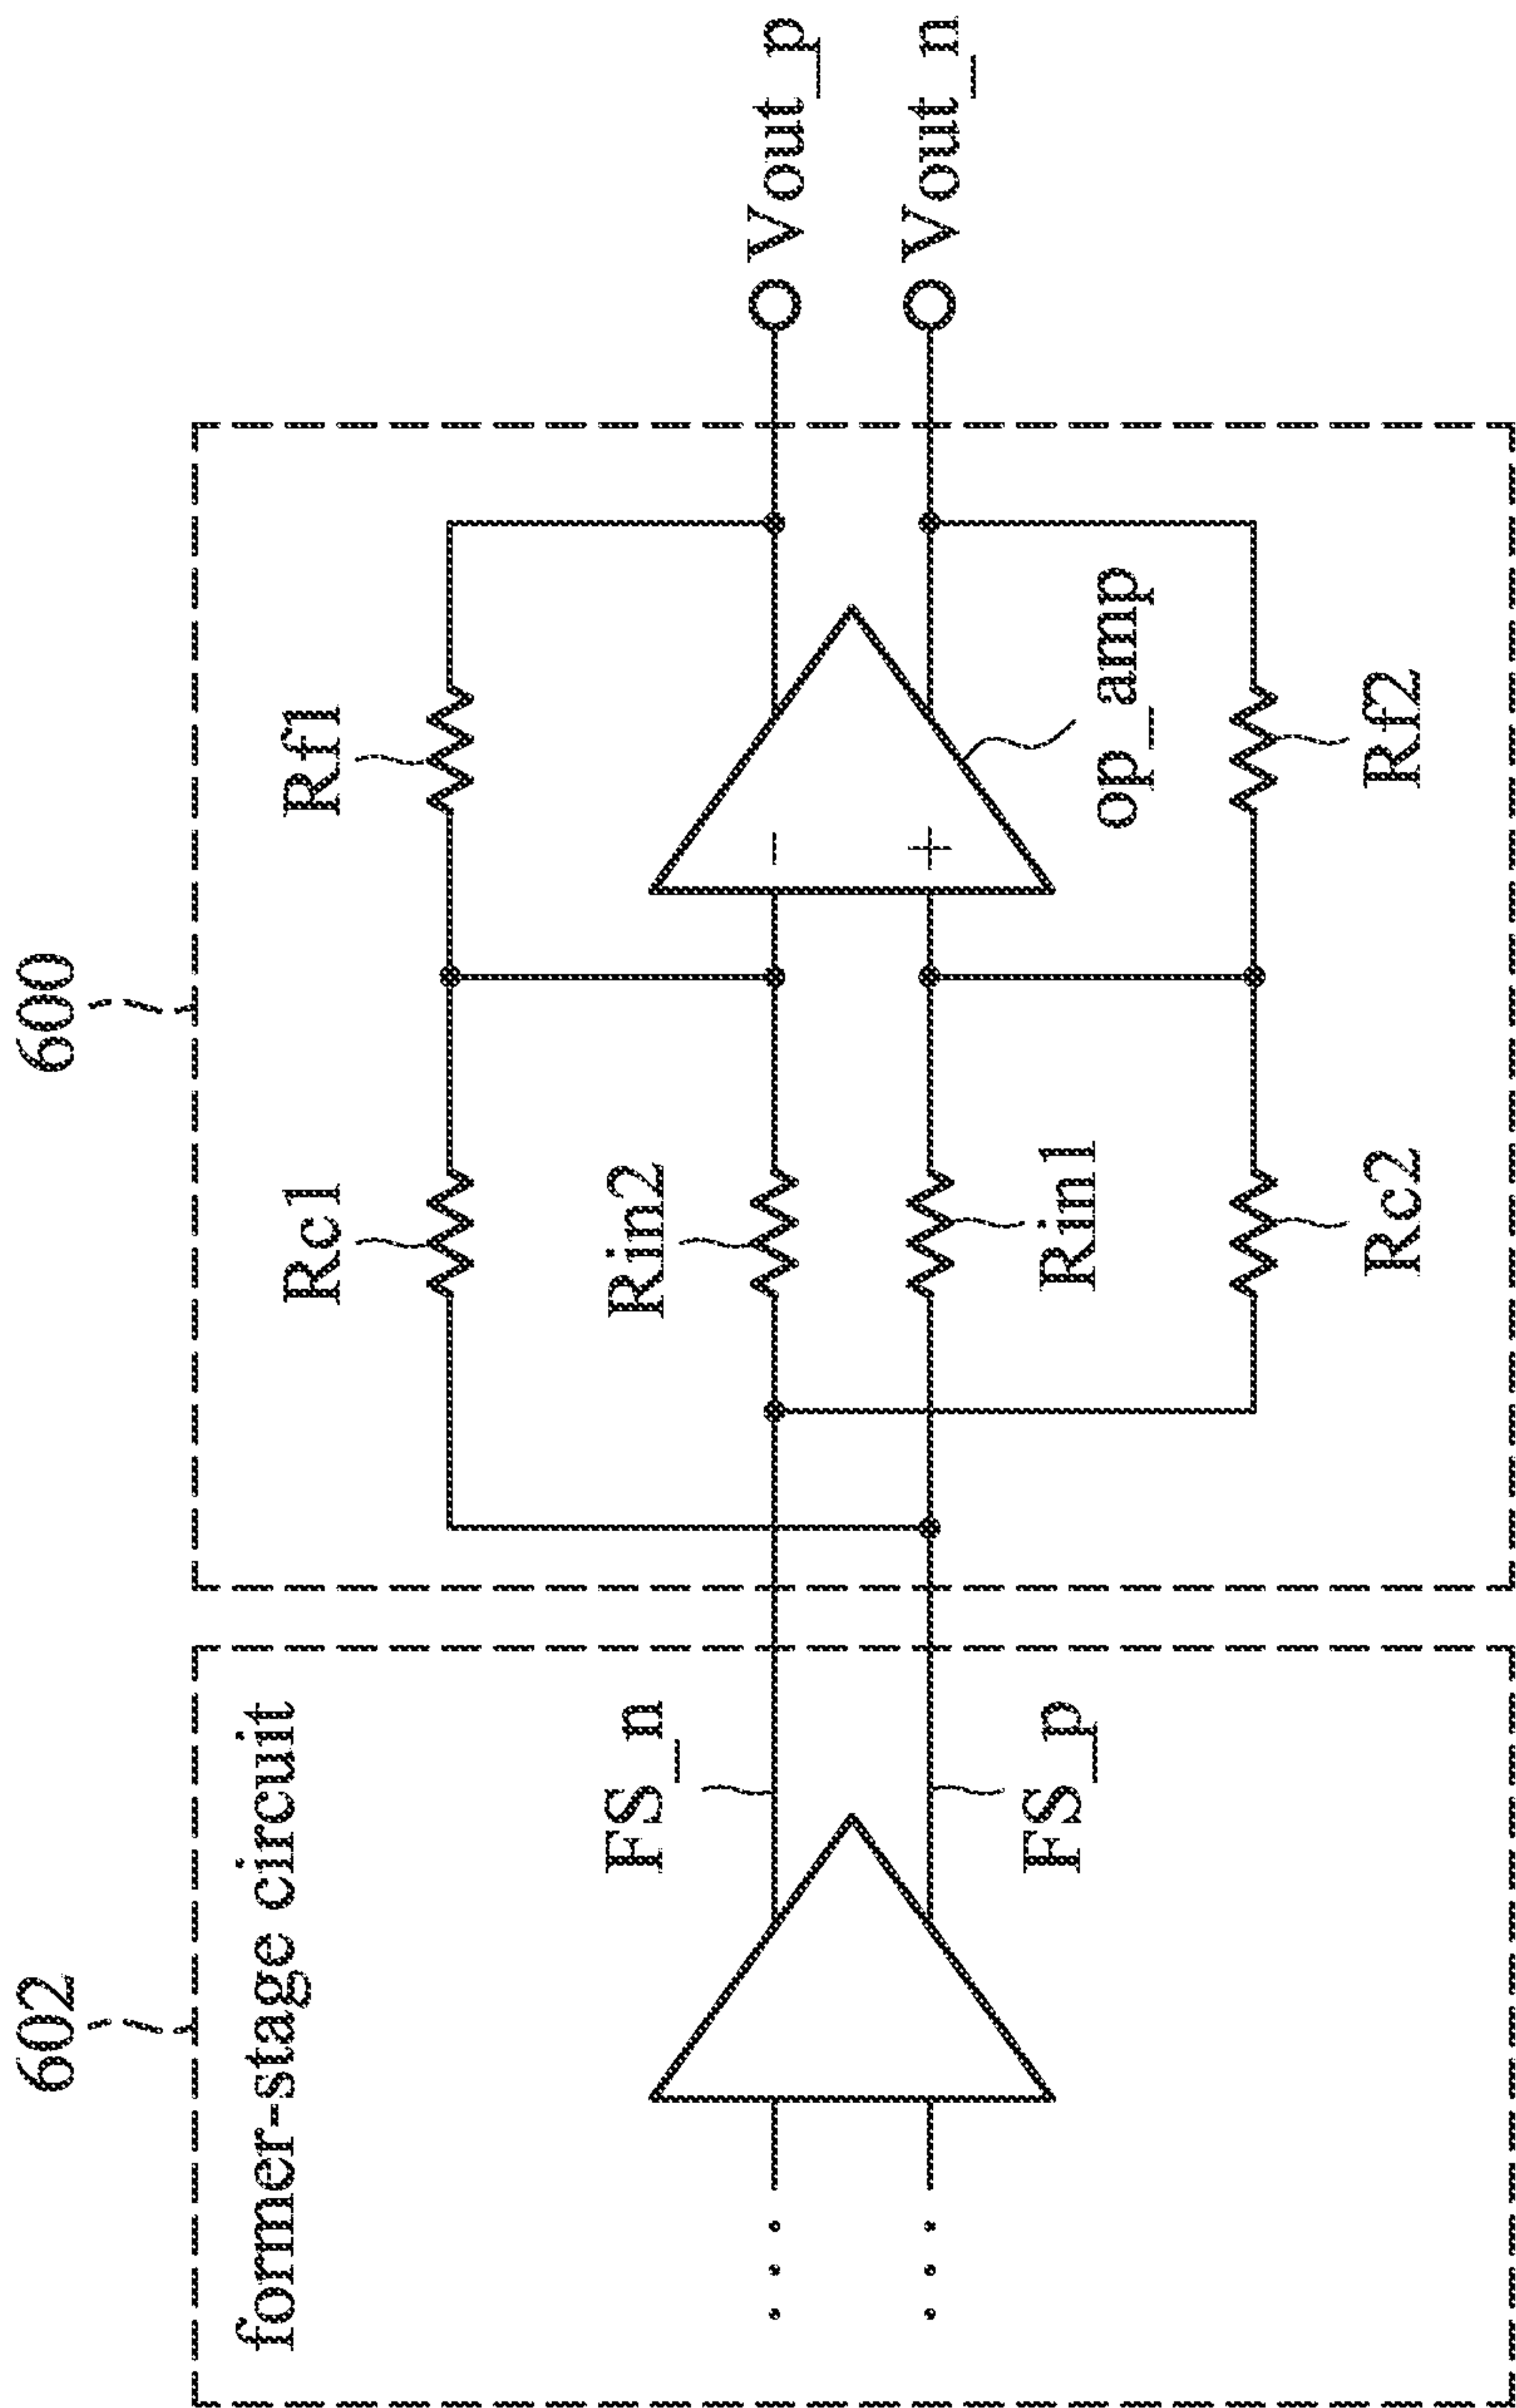 602
600
former-stage circuit
Rc1
Rf1
FS_n
Rin2
−
Vout_p
+
Vout_n
FS_p
Rin1
op_amp
Rc2
Rf2